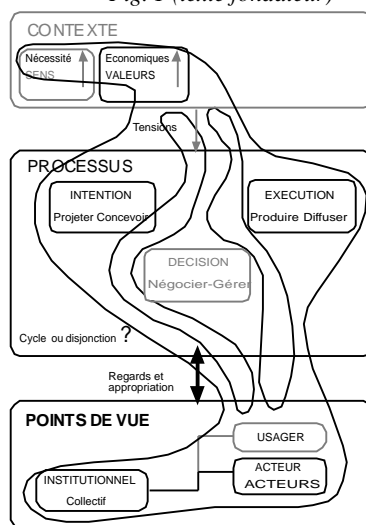 Fig. 1 (texte fondateur)
CONTEXTE
Nécessité
SENS
Economiques
VALEURS
Tensions
PROCESSUS
INTENTION
Projeter Concevoir
EXECUTION
Produire Diffuser
DECISION
Négocier-Gérer
Cycle ou disjonction ?
Regards et
appropriation
POINTS DE VUE
USAGER
INSTITUTIONNEL
Collectif
ACTEUR
ACTEURS